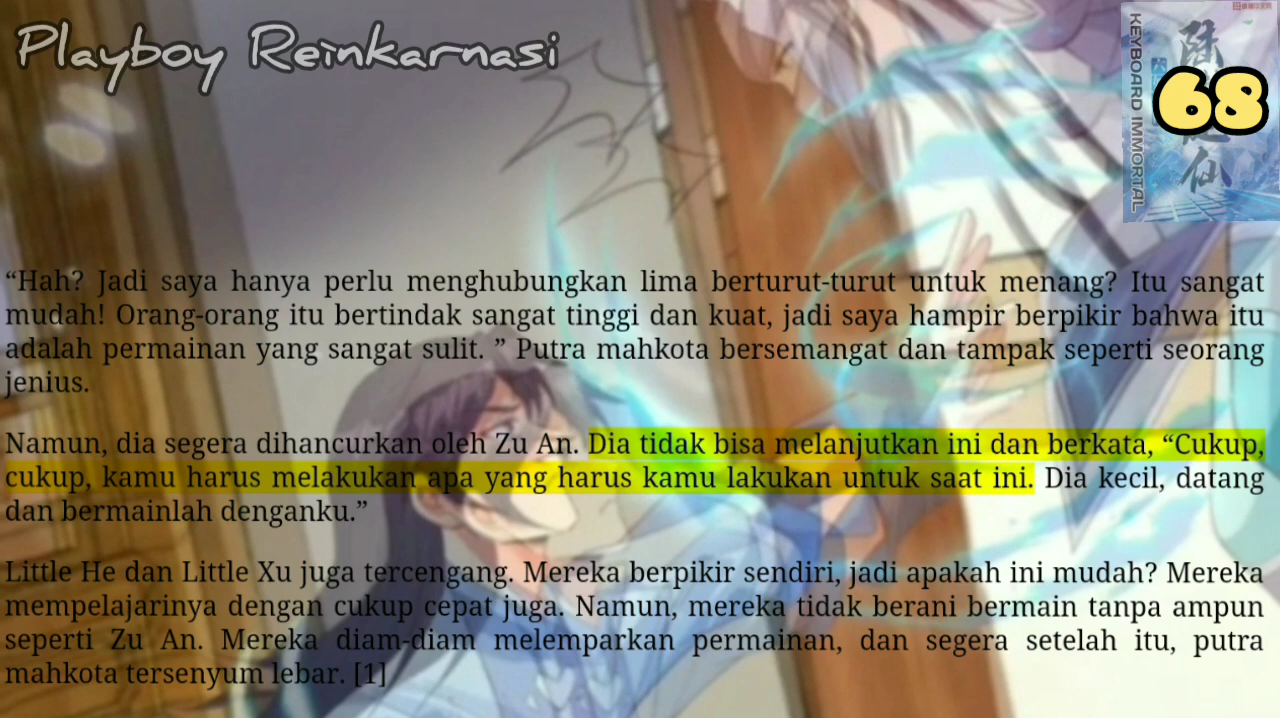 Playboy Reinkarnasi
KEYBOARD IMMORTAL
68
“Hah? Jadi saya hanya perlu menghubungkan lima berturut-turut untuk menang? Itu sangat
mudah! Orang-orang itu bertindak sangat tinggi dan kuat, jadi saya hampir berpikir bahwa itu
adalah permainan yang sangat sulit. ” Putra mahkota bersemangat dan tampak seperti seorang
jenius.
Namun, dia segera dihancurkan oleh Zu An. Dia tidak bisa melanjutkan ini dan berkata, “Cukup,
cukup, kamu harus melakukan apa yang harus kamu lakukan untuk saat ini. Dia kecil, datang
dan bermainlah denganku.”
Little He dan Little Xu juga tercengang. Mereka berpikir sendiri, jadi apakah ini mudah? Mereka
mempelajarinya dengan cukup cepat juga. Namun, mereka tidak berani bermain tanpa ampun
seperti Zu An. Mereka diam-diam melemparkan permainan, dan segera setelah itu, putra
mahkota tersenyum lebar. [1]